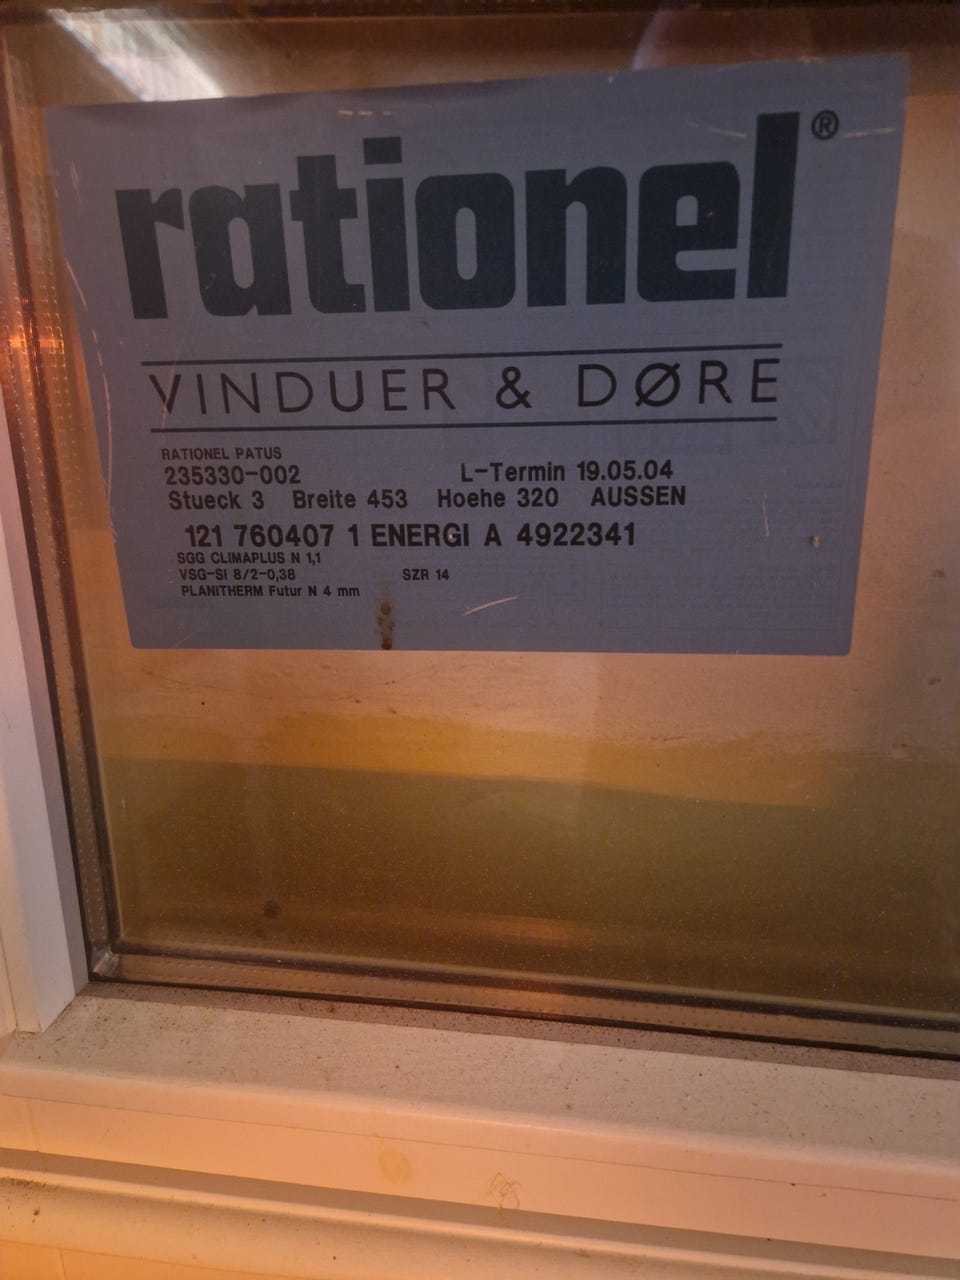 rationel®
VINDUER & DØRE
RATIONEL PATUS
235330-002 L-Termin 19.05.04
Stueck 3 Breite 453 Hoehe 320 AUSSEN
121 760407 1 ENERGI A 4922341
SGG CLIMAPLUS N 1,1
VSG-SI 8/2-0,38 SZR 14
PLANITHERM Futur N 4 mm